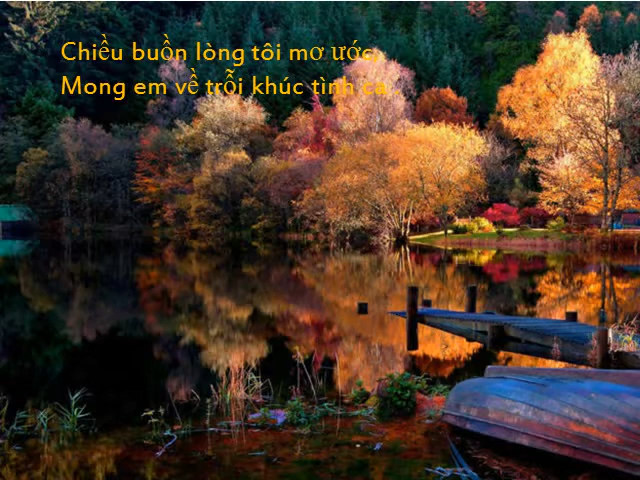 Chiều buồn lòng tôi mơ ước,
Mong em về trỗi khúc tình ca..